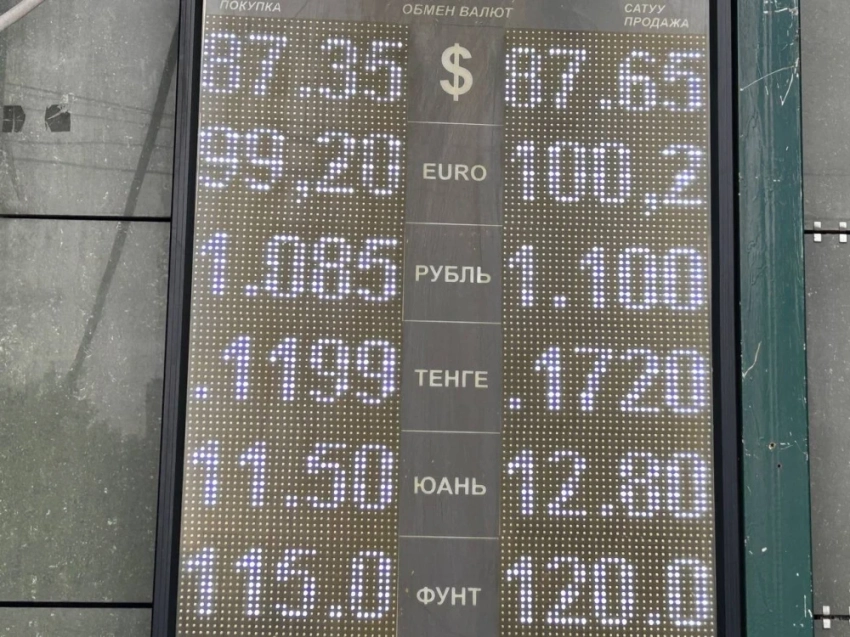 ПОКУПКА ОБМЕН ВАЛЮТ САТУУ
ПРОДАЖА
87.35 $ 87.65
99,20 EURO 100,2
1.085 РУБЛЬ 1.100
.1199 ТЕНГЕ .1720
11.50 ЮАНЬ 12.80
115.0 ФУНТ 120.0